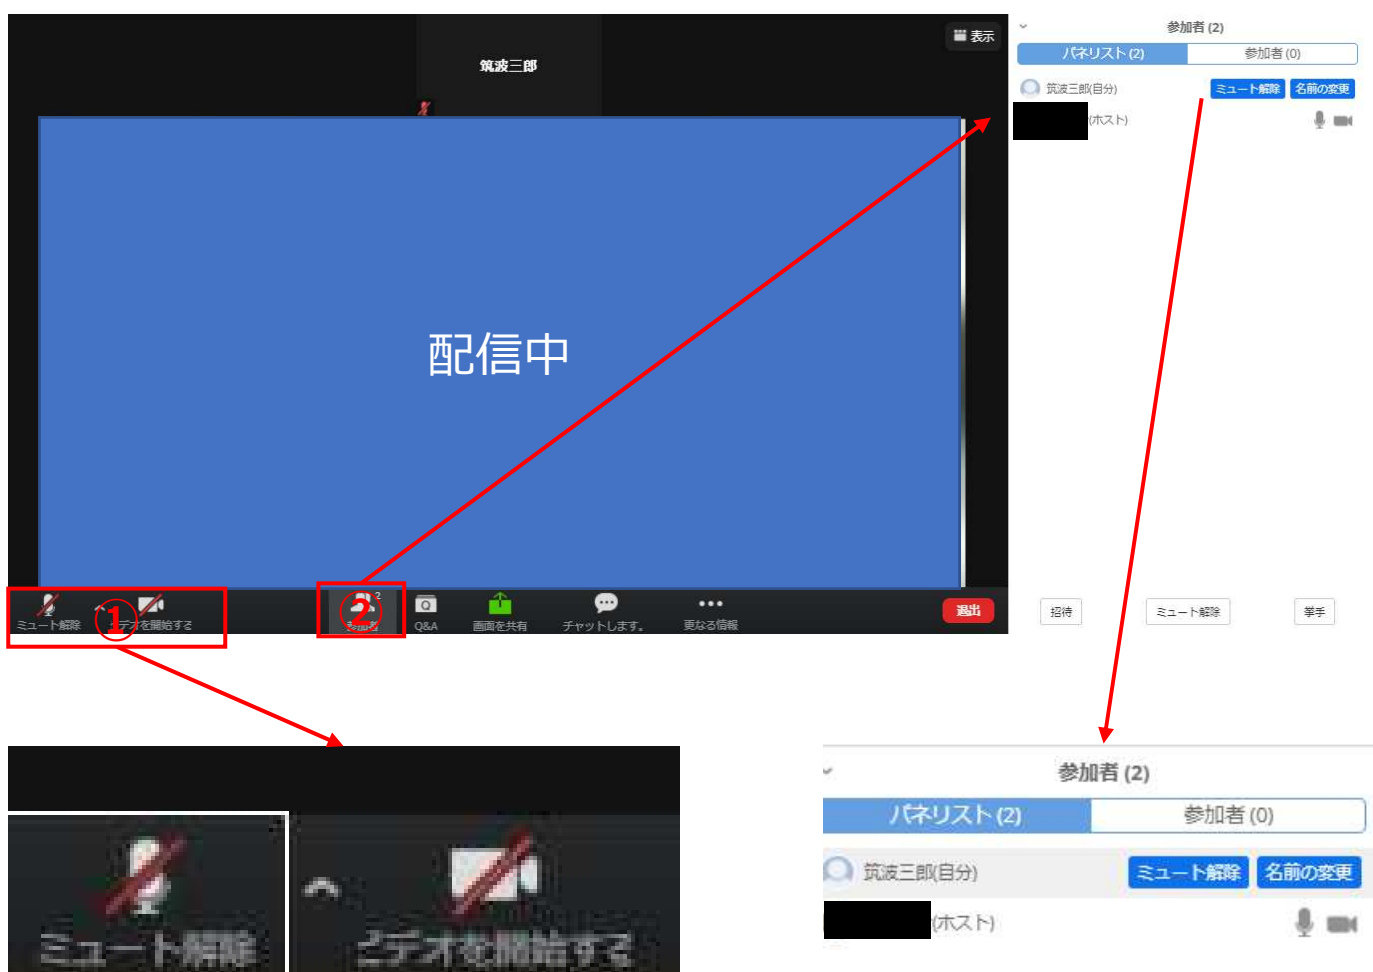 表示
筑波三郎
配信中
ミュート解除
ビデオを開始する
①
2
参加者
②
Q&A
画面を共有
チャットします。
更なる情報
退出
参加者 (2)
パネリスト (2)
参加者 (0)
筑波三郎(自分)
ミュート解除
名前の変更
(ホスト)
招待
ミュート解除
挙手
ミュート解除
ビデオを開始する
参加者 (2)
パネリスト (2)
参加者 (0)
筑波三郎(自分)
ミュート解除
名前の変更
(ホスト)